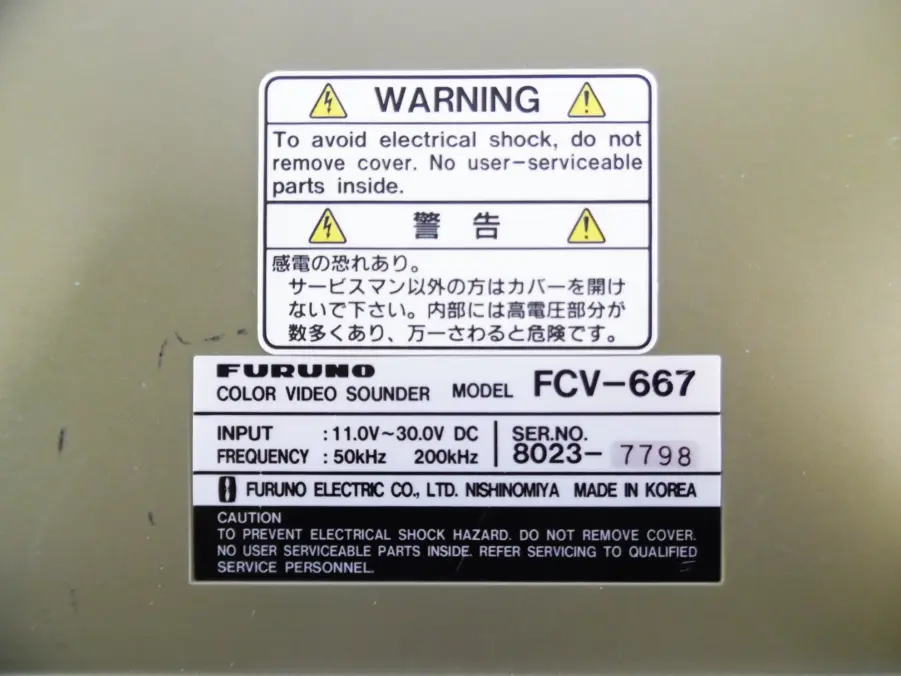 WARNING
To avoid electrical shock, do not
remove cover. No user-serviceable
parts inside.
警告
感電の恐れあり。
サービスマン以外の方はカバーを開け
ないで下さい。内部には高電圧部分が
数多くあり、万一さわると危険です。
FURUNO
COLOR VIDEO SOUNDER MODEL FCV-667
INPUT :11.0V~30.0V DC SER.NO.
FREQUENCY : 50kHz 200kHz 8023-7798
FURUNO ELECTRIC CO., LTD. NISHINOMIYA MADE IN KOREA
CAUTION
TO PREVENT ELECTRICAL SHOCK HAZARD. DO NOT REMOVE COVER.
NO USER SERVICEABLE PARTS INSIDE. REFER SERVICING TO QUALIFIED
SERVICE PERSONNEL.